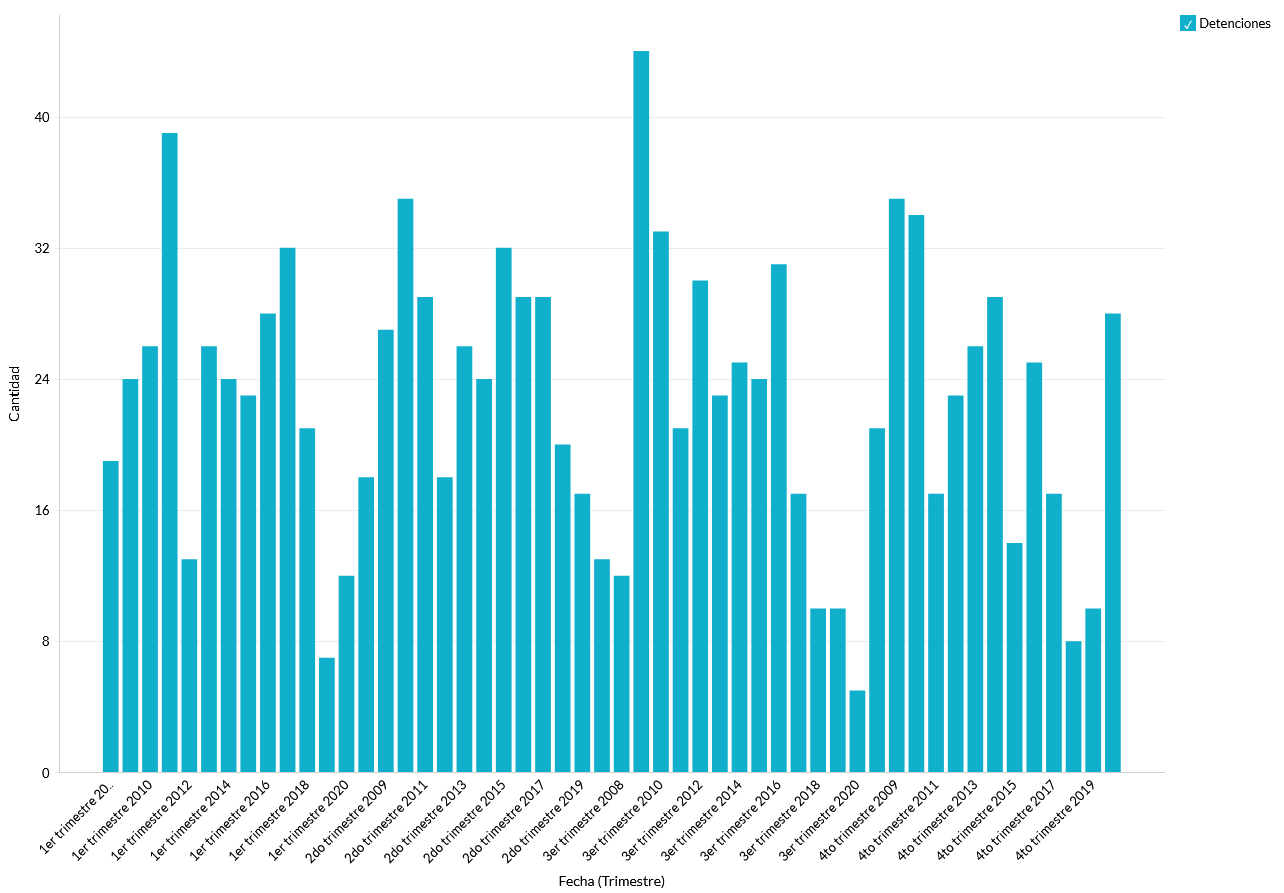 Detenciones
40
32
24
16
8
0
Cantidad
1er trimestre 20..
1er trimestre 2010
1er trimestre 2012
1er trimestre 2014
1er trimestre 2016
1er trimestre 2018
1er trimestre 2020
2do trimestre 2009
2do trimestre 2011
2do trimestre 2013
2do trimestre 2015
2do trimestre 2017
2do trimestre 2019
3er trimestre 2008
3er trimestre 2010
3er trimestre 2012
3er trimestre 2014
3er trimestre 2016
3er trimestre 2018
3er trimestre 2020
4to trimestre 2009
4to trimestre 2011
4to trimestre 2013
4to trimestre 2015
4to trimestre 2017
4to trimestre 2019
Fecha (Trimestre)